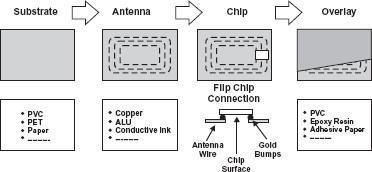 Substrate
Antenna
Chip
Overlay
PVC
PET
Paper
Copper
ALU
Conductive Ink
Flip Chip
Connection
Antenna
Wire
Chip
Surface
Gold
Bumps
PVC
Epoxy Resin
Adhesive Paper